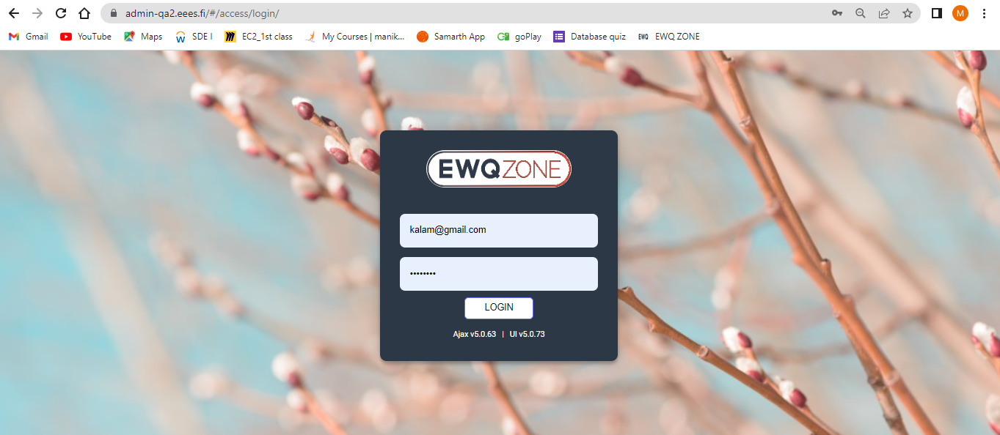 admin-qa2.eees.fi/#/access/login/
M
Gmail YouTube Maps SDE I EC2_1st class My Courses | manik... Samarth App goPlay Database quiz EWQ EWQ ZONE
EWQZONE
kalam@gmail.com
••••••••
LOGIN
Ajax v5.0.63 | UI v5.0.73